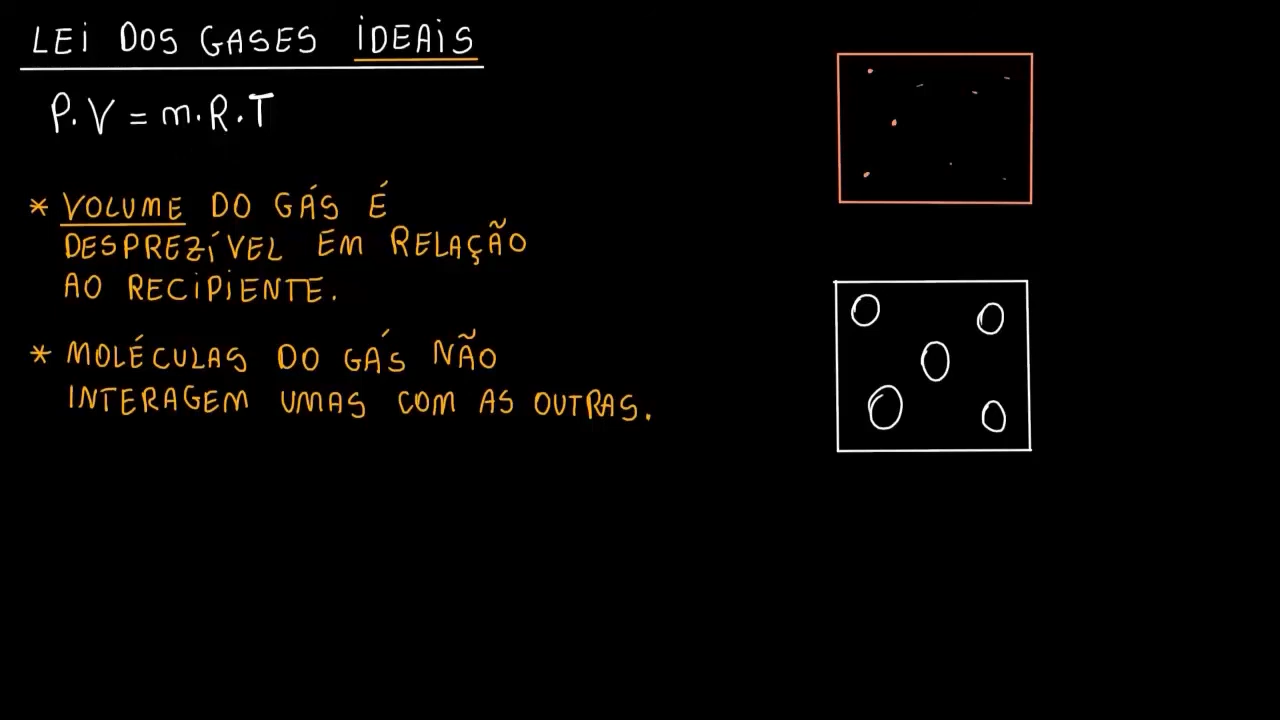 LEI DOS GASES IDEAIS
P.V = m.R.T
* VOLUME DO GÁS É
DESPREZÍVEL EM RELAÇÃO
AO RECIPIENTE.
* MOLÉCULAS DO GÁS NÃO
INTERAGEM UMAS COM AS OUTRAS.